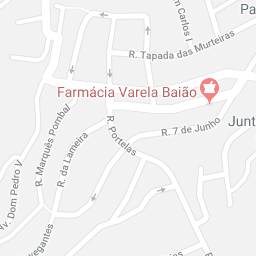 om Carlos I
Pa
R. Tapada das Murteiras
Farmácia Varela Baião
R. Marquês Pombal
R. da Lameira
R. Portelas
R. 7 de Junho
Junt
Av. Dom Pedro V
vegantes